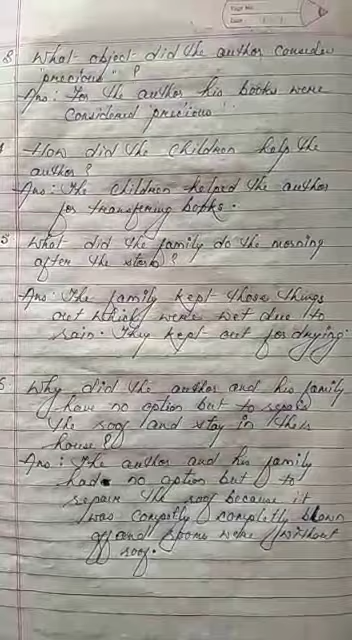 Page No.
Date
3 What object did the author consider
"precious"?
Ans: For the author his books were
considered "precious".
4 How did the children help the
author?
Ans: The children helped the author
for transfering books.
5 What did the family do the morning
after the storm?
Ans: The family kept those things
out which were wet due to
rain. They kept out for drying.
6. Why did the author and his family
have no option but to repair
the roof and stay in their
house?
Ans: The author and his family
had no option but to
repair the roof because it
was completly blown
off and rooms were without
roof.